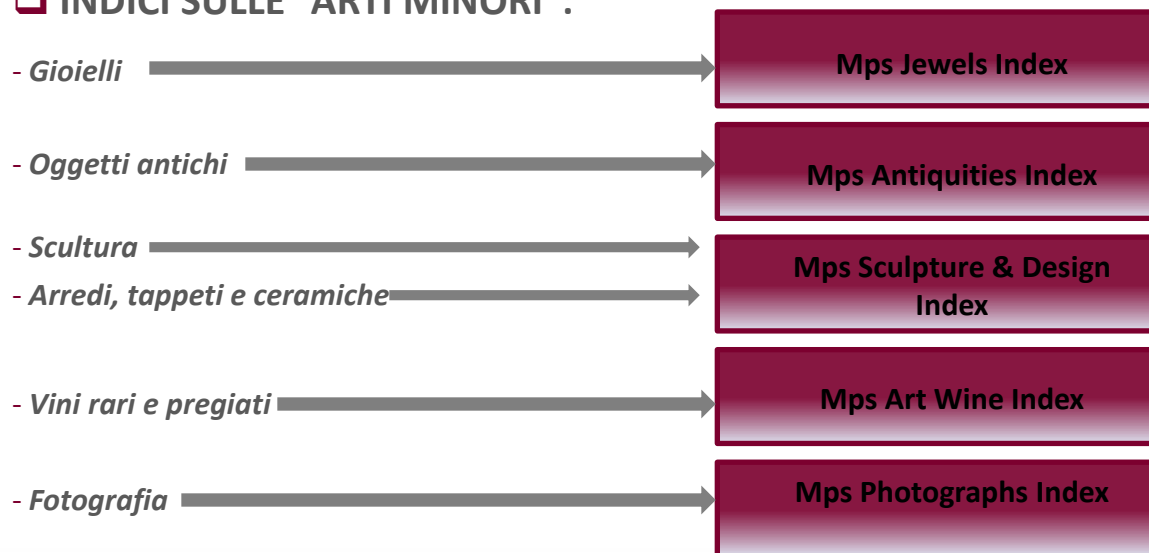 ❑ INDICI SULLE "ARTI MINORI":
- Gioielli
Mps Jewels Index
- Oggetti antichi
Mps Antiquities Index
- Scultura
- Arredi, tappeti e ceramiche
Mps Sculpture & Design
Index
- Vini rari e pregiati
Mps Art Wine Index
- Fotografia
Mps Photographs Index